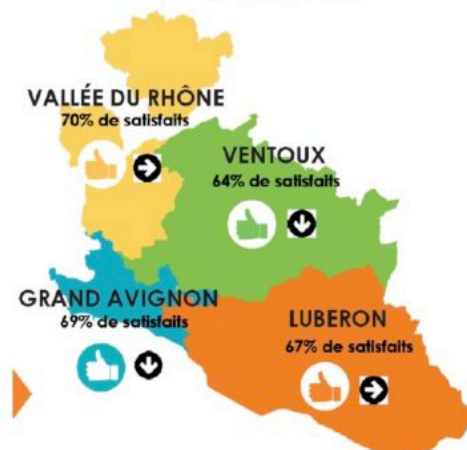 VALLÉE DU RHÔNE
70% de satisfaits
VENTOUX
64% de satisfaits
GRAND AVIGNON
69% de satisfaits
LUBERON
67% de satisfaits